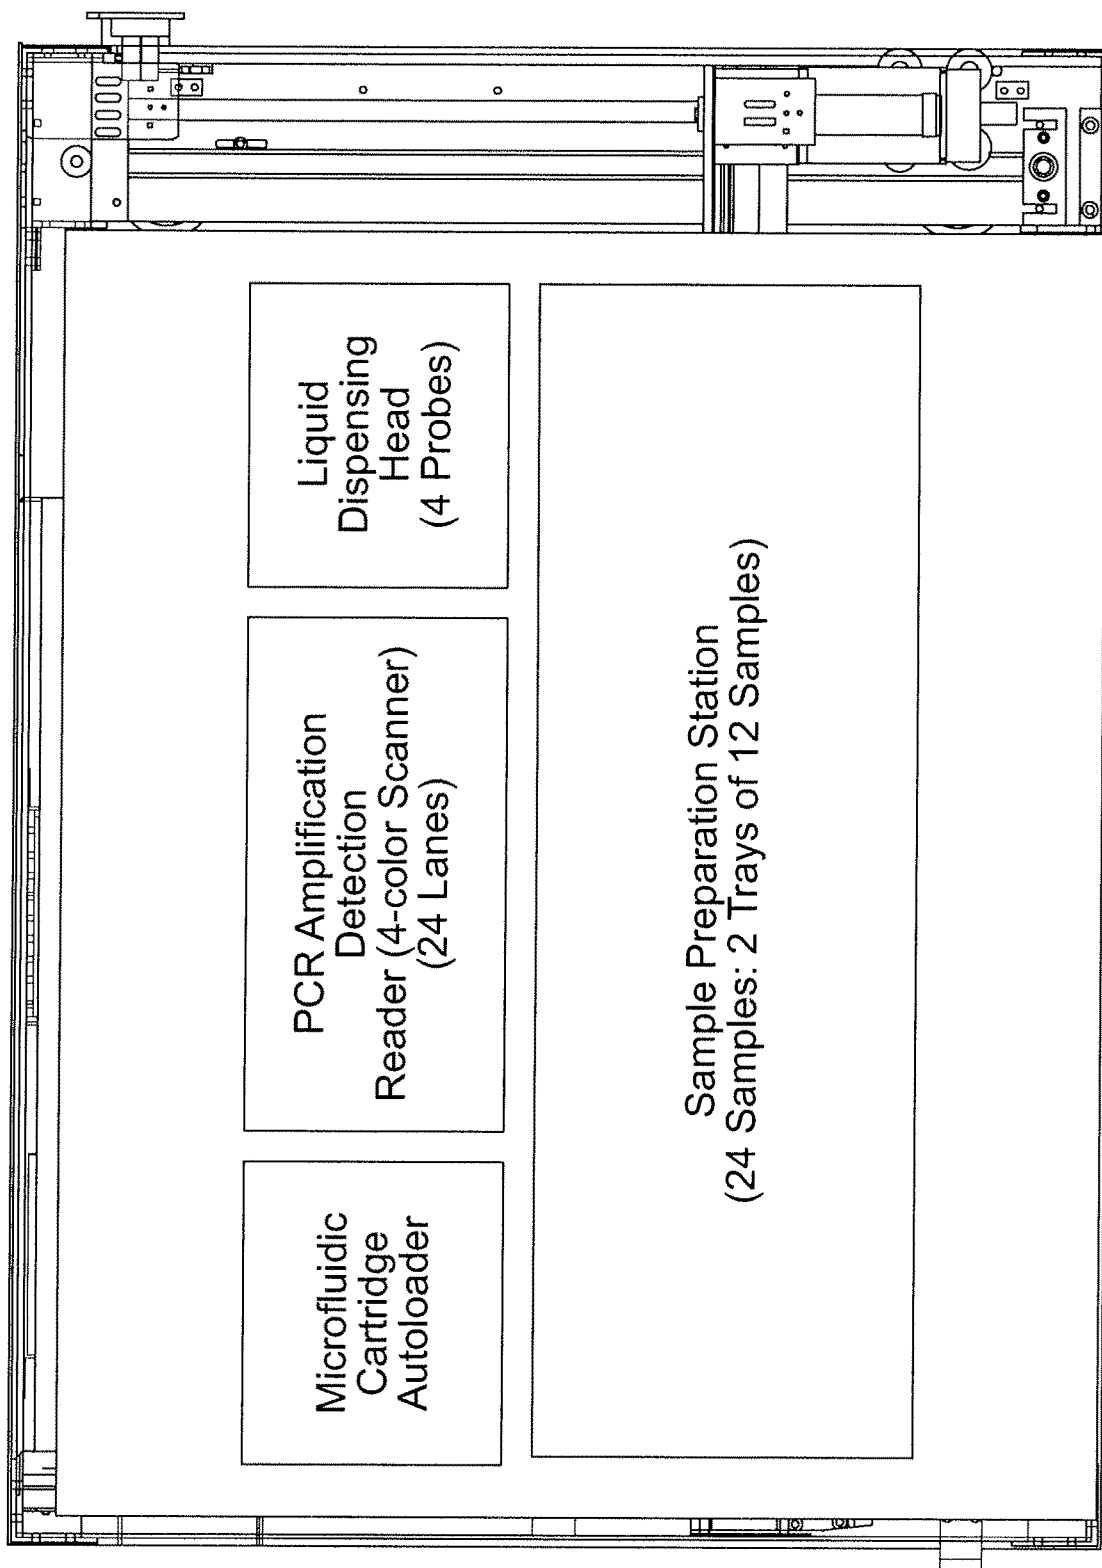 Microfluidic
Cartridge
Autoloader
PCR Amplification
Detection
Reader (4-color Scanner)
(24 Lanes)
Liquid
Dispensing
Head
(4 Probes)
Sample Preparation Station
(24 Samples: 2 Trays of 12 Samples)